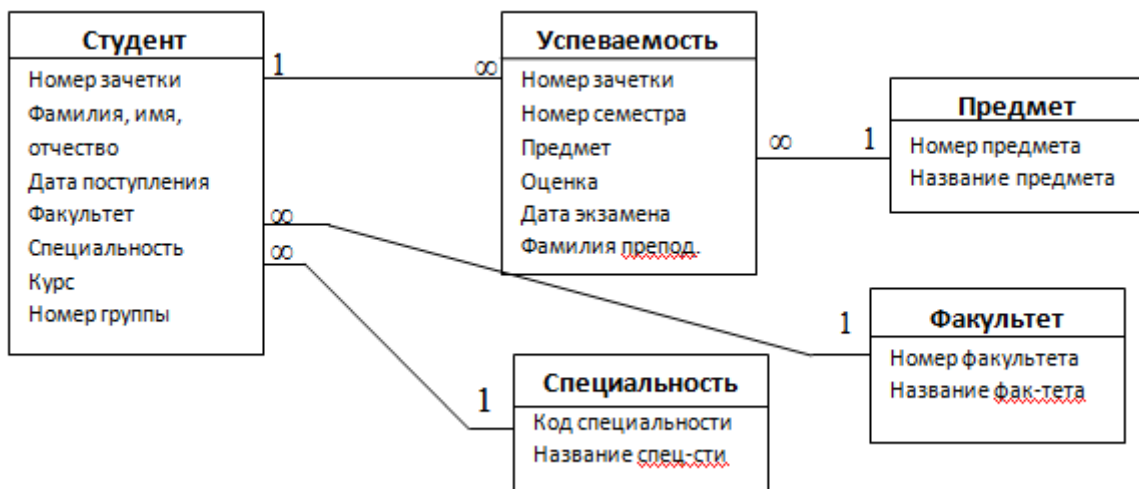 Студент
Номер зачетки
Фамилия, имя,
отчество
Дата поступления
Факультет
Специальность
Курс
Номер группы
1
∞
∞
∞
Успеваемость
Номер зачетки
Номер семестра
Предмет
Оценка
Дата экзамена
Фамилия препод.
∞
1
Предмет
Номер предмета
Название предмета
1
Факультет
Номер факультета
Название фак-тета
1
Специальность
Код специальности
Название спец-сти